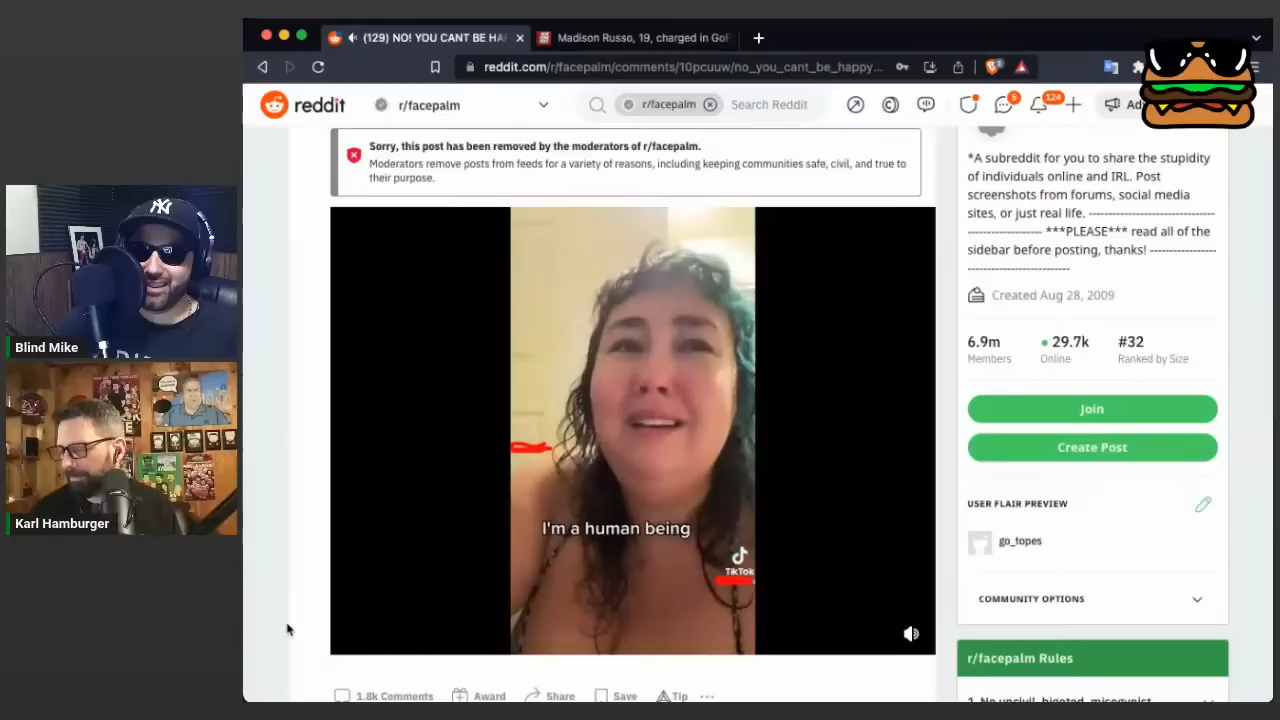 (129) NO! YOU CANT BE HA
Madison Russo, 19, charged in GoF
reddit.com/r/facepalm/comments/10pcuuw/no_you_cant_be_happy...
reddit
r/facepalm
r/facepalm
Search Reddit
5
124
Ad
Sorry, this post has been removed by the moderators of r/facepalm.
Moderators remove posts from feeds for a variety of reasons, including keeping communities safe, civil, and true to
their purpose.
I'm a human being
TikTok
1.8k Comments
Award
Share
Save
Tip
*A subreddit for you to share the stupidity
of individuals online and IRL. Post
screenshots from forums, social media
sites, or just real life. ---------------------------
---------------- ***PLEASE*** read all of the
sidebar before posting, thanks! --------------
-----------------------
Created Aug 28, 2009
6.9m
29.7k
#32
Members
Online
Ranked by Size
Join
Create Post
USER FLAIR PREVIEW
go_topes
COMMUNITY OPTIONS
r/facepalm Rules
Blind Mike
Karl Hamburger